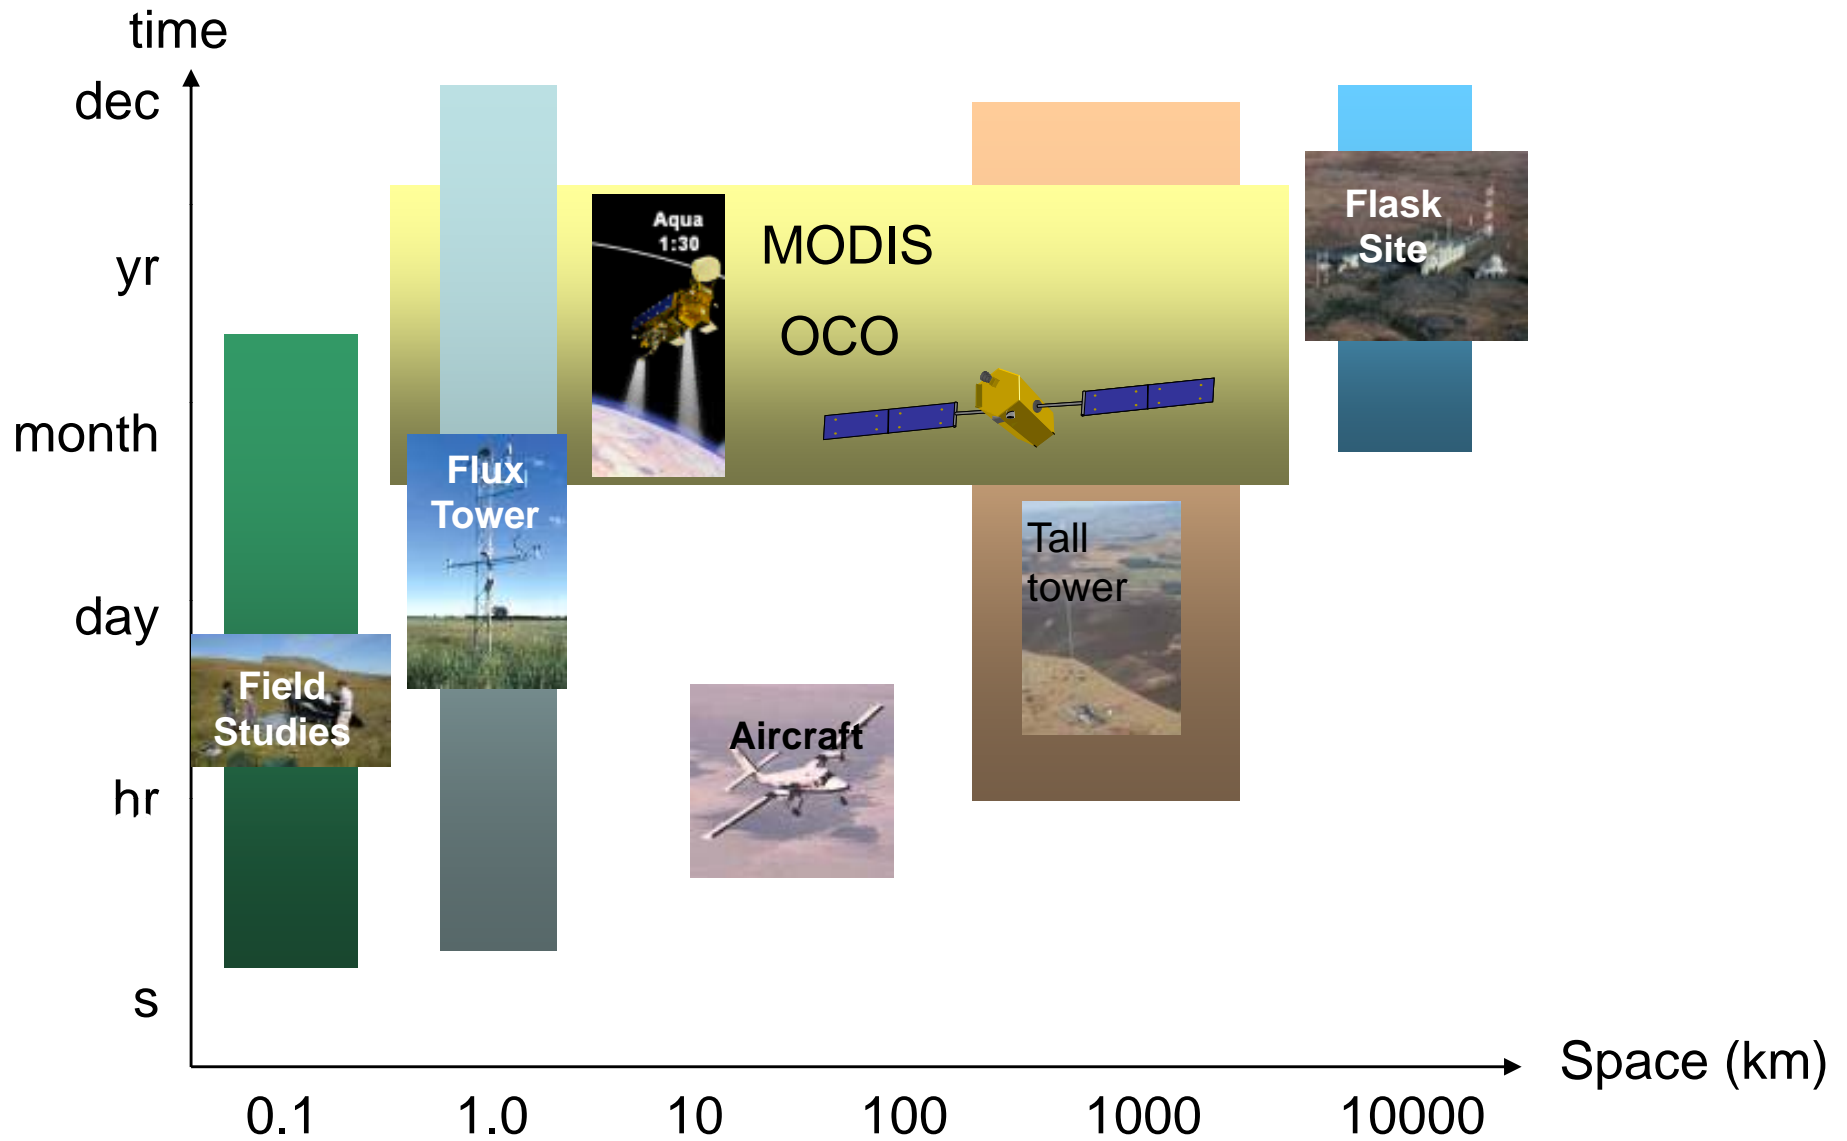 time
dec
yr
month
day
hr
s
Aqua
1:30
MODIS
OCO
Flask
Site
Flux
Tower
Tall
tower
Field
Studies
Aircraft
Space (km)
0.1
1.0
10
100
1000
10000